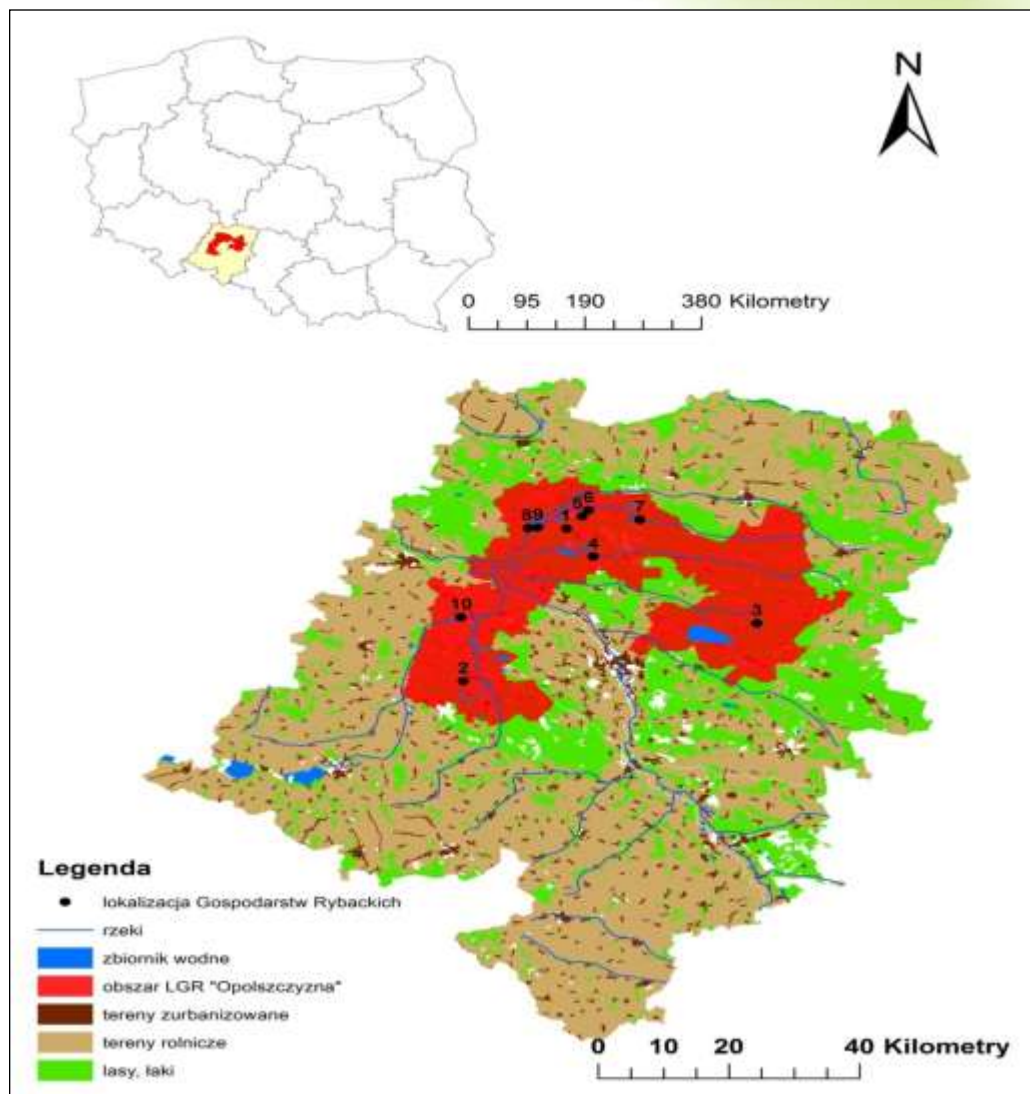 N
0 95 190 380 Kilometry
5 6
8 9 1 7
4
10 3
2
Legenda
lokalizacja Gospodarstw Rybackich
rzeki
zbiornik wodne
obszar LGR "Opolszczyzna"
tereny zurbanizowane
tereny rolnicze
lasy, łaki
0 10 20 40 Kilometry